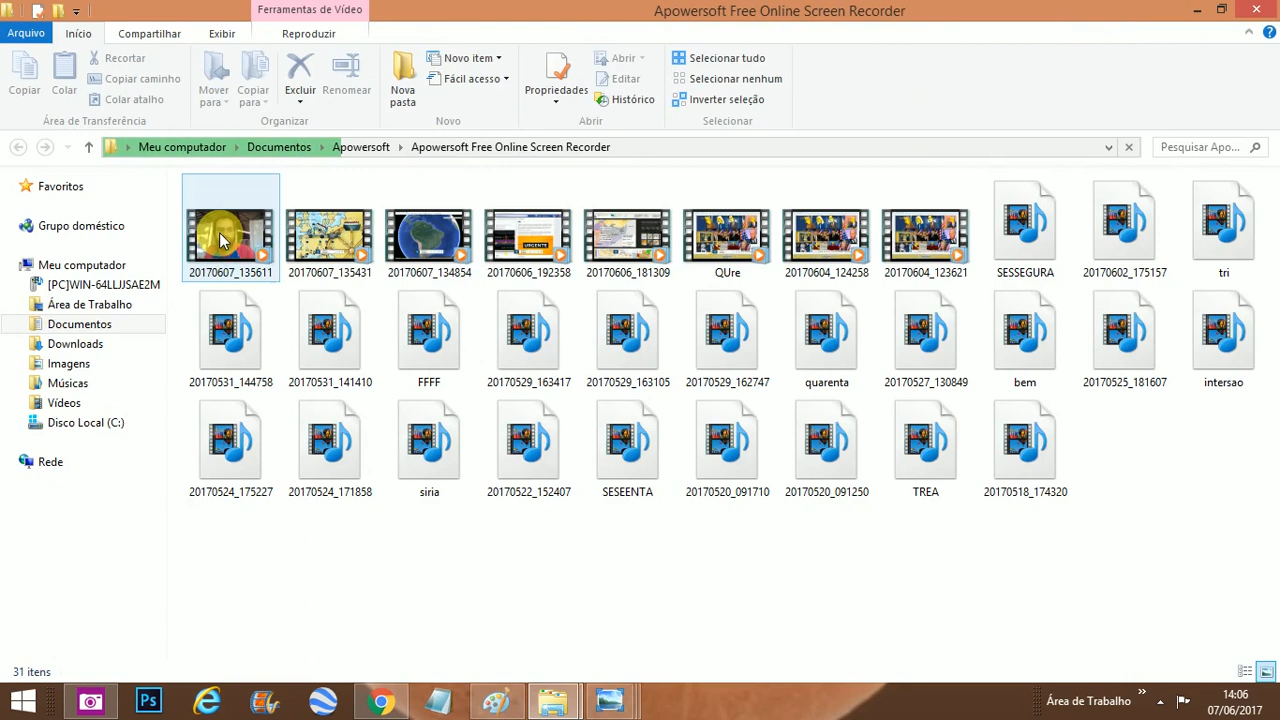 Ferramentas de Vídeo
Apowersoft Free Online Screen Recorder
Arquivo Início Compartilhar Exibir Reproduzir
Copiar
Colar
Recortar
Copiar caminho
Colar atalho
Área de Transferência
Mover para
Copiar para
Excluir
Renomear
Organizar
Nova pasta
Novo item
Fácil acesso
Novo
Propriedades
Abrir
Editar
Histórico
Abrir
Selecionar tudo
Selecionar nenhum
Inverter seleção
Selecionar
Meu computador Documentos Apowersoft Apowersoft Free Online Screen Recorder
Pesquisar Apo...
Favoritos
Grupo doméstico
Meu computador
[PC]WIN-64LLJJSAE2M
Área de Trabalho
Documentos
Downloads
Imagens
Músicas
Vídeos
Disco Local (C:)
Rede
20170607_135611 20170607_135431 20170607_134854 20170606_192358 20170606_181309 QUre 20170604_124258 20170604_123621 SESSEGURA 20170602_175157 tri
20170531_144758 20170531_141410 FFFF 20170529_163417 20170529_163105 20170529_162747 quarenta 20170527_130849 bem 20170525_181607 intersao
20170524_175227 20170524_171858 siria 20170522_152407 SESEENTA 20170520_091710 20170520_091250 TREA 20170518_174320
31 itens
Ps
Área de Trabalho
14:06
07/06/2017